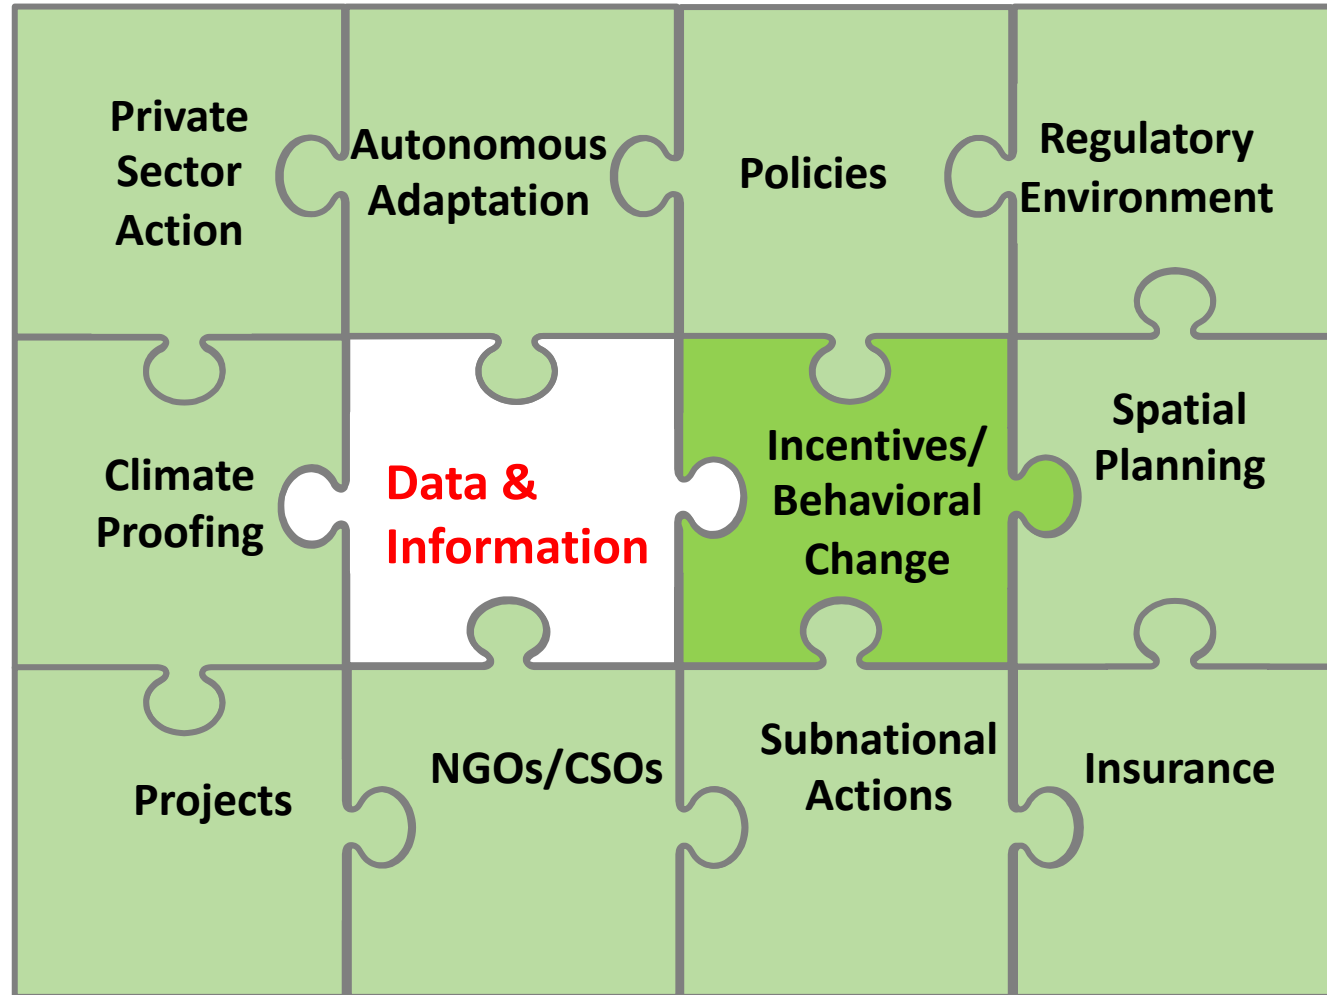 Private
Sector
Action
Autonomous
Adaptation
Policies
Regulatory
Environment
Climate
Proofing
Data &
Information
Incentives/
Behavioral
Change
Spatial
Planning
Projects
NGOs/CSOs
Subnational
Actions
Insurance